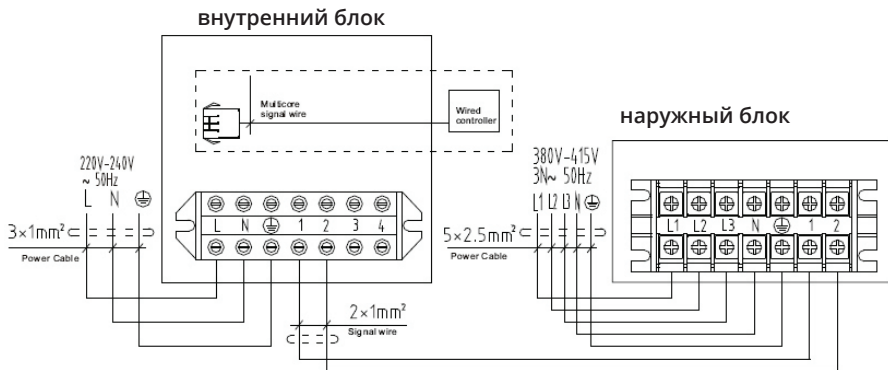 внутренний блок
Multicore
signal wire
Wired
controller
наружный блок
220V-240V
~ 50Hz
L N
3×1mm²
Power Cable
L N 1 2 3 4
2×1mm²
Signal wire
380V-415V
3N~ 50Hz
L1 L2 L3 N
5×2.5mm²
Power Cable
L1 L2 L3 N 1 2